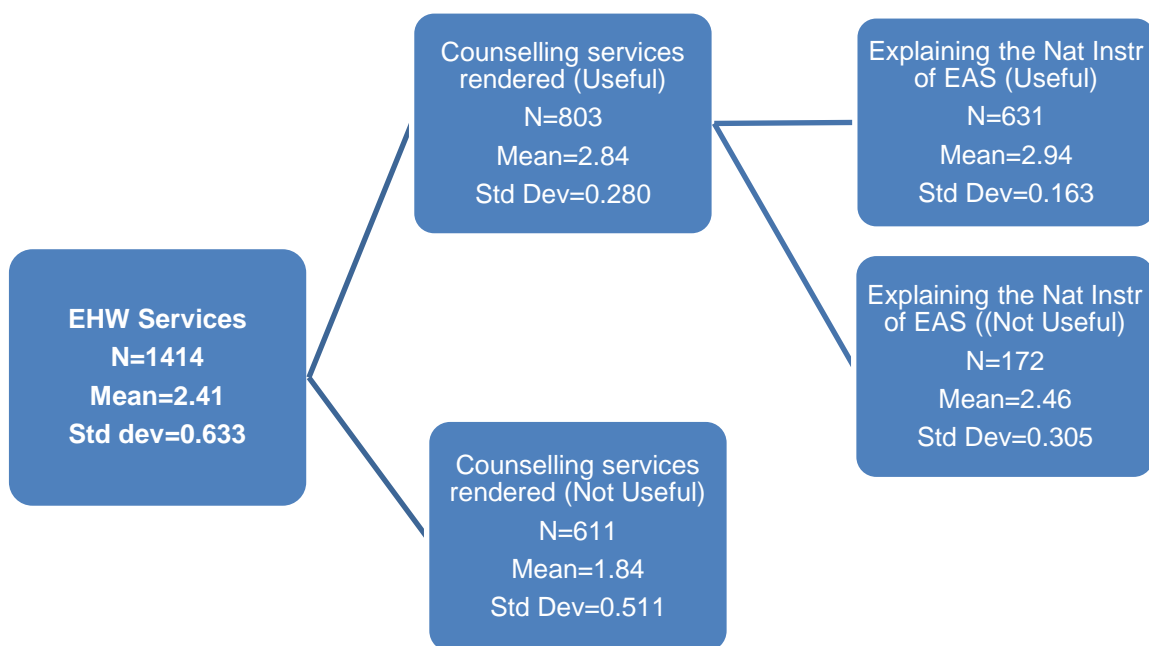 EHW Services
N=1414
Mean=2.41
Std dev=0.633
Counselling services
rendered (Useful)
N=803
Mean=2.84
Std Dev=0.280
Counselling services
rendered (Not Useful)
N=611
Mean=1.84
Std Dev=0.511
Explaining the Nat Instr
of EAS (Useful)
N=631
Mean=2.94
Std Dev=0.163
Explaining the Nat Instr
of EAS ((Not Useful)
N=172
Mean=2.46
Std Dev=0.305